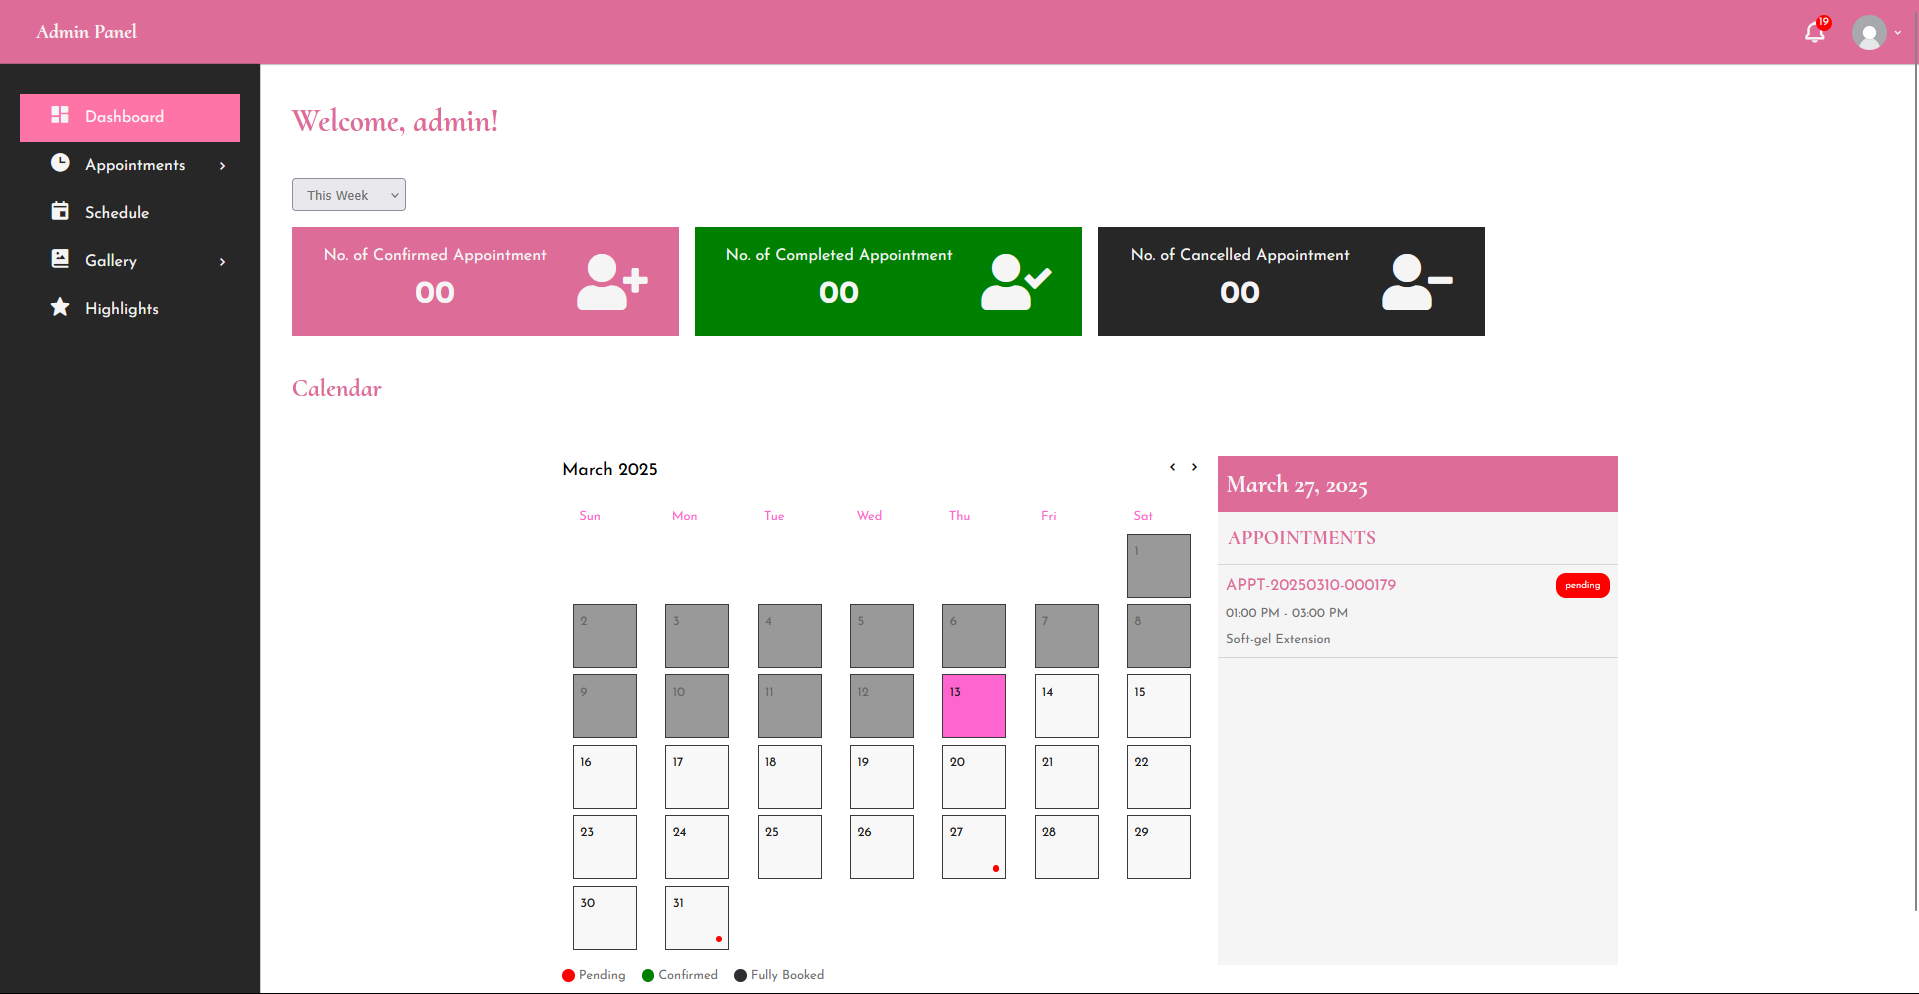 Admin Panel
19
Dashboard
Appointments
Schedule
Gallery
Highlights
Welcome, admin!
This Week
No. of Confirmed Appointment
00
No. of Completed Appointment
00
No. of Cancelled Appointment
00
Calendar
March 2025
Sun Mon Tue Wed Thu Fri Sat
1
2 3 4 5 6 7 8
9 10 11 12 13 14 15
16 17 18 19 20 21 22
23 24 25 26 27 28 29
30 31
Pending Confirmed Fully Booked
March 27, 2025
APPOINTMENTS
APPT-20250310-000179 pending
01:00 PM - 03:00 PM
Soft-gel Extension